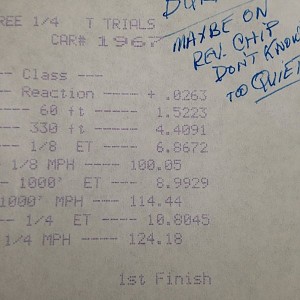 REE 1/4 T TRIALS
CAR# 1967
-- Class ----
- Reaction ---- + .0263
--- 60 ft ---- 1.5223
-- 330 ft ---- 4.4091
--- 1/8 ET ---- 6.8672
1/8 MPH ---- 100.05
-- 1000' ET ---- 8.9929
1000' MPH ---- 114.44
--- 1/4 ET ---- 10.8045
1/4 MPH ---- 124.18
1st Finish
MAYBE ON
REV. CHIP
DON'T KNOW
TOO QUIET